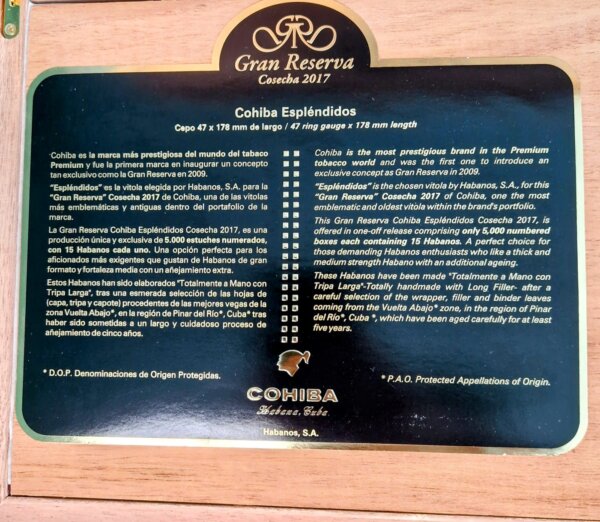 GR
Gran Reserva
Cosecha 2017
Cohiba Espléndidos
Cepo 47 x 178 mm de largo / 47 ring gauge x 178 mm length
Cohiba es la marca más prestigiosa del mundo del tabaco
Premium y fue la primera marca en inaugurar un concepto
tan exclusivo como la Gran Reserva en 2009.
"Espléndidos" es la vitola elegida por Habanos, S.A. para la
"Gran Reserva" Cosecha 2017 de Cohiba, una de las vitolas
más emblemáticas y antiguas dentro del portafolio de la
marca.
La Gran Reserva Cohiba Espléndidos Cosecha 2017, es una
producción única y exclusiva de 5.000 estuches numerados,
con 15 Habanos cada uno. Una opción perfecta para los
aficionados más exigentes que gustan de Habanos de gran
formato y fortaleza media con un añejamiento extra.
Estos Habanos han sido elaborados "Totalmente a Mano con
Tripa Larga", tras una esmerada selección de las hojas de
(capa, tripa y capote) procedentes de las mejores vegas de la
zona Vuelta Abajo*, en la región de Pinar del Río*, Cuba* tras
haber sido sometidas a un largo y cuidadoso proceso de
añejamiento de cinco años.
* D.O.P. Denominaciones de Origen Protegidas.
Cohiba is the most prestigious brand in the Premium
tobacco world and was the first one to introduce an
exclusive concept as Gran Reserva in 2009.
"Espléndidos" is the chosen vitola by Habanos, S.A., for this
"Gran Reserva" Cosecha 2017 of Cohiba, one the most
emblematic and oldest vitola within the brand's portfolio.
This Gran Reserva Cohiba Espléndidos Cosecha 2017, is
offered in one-off release comprising only 5,000 numbered
boxes each containing 15 Habanos. A perfect choice for
those demanding Habanos enthusiasts who like a thick and
medium strength Habano with an additional ageing.
These Habanos have been made "Totalmente a Mano con
Tripa Larga"-Totally handmade with Long Filler- after a
careful selection of the wrapper, filler and binder leaves
coming from the Vuelta Abajo* zone, in the region of Pinar
del Río*, Cuba *, which have been aged carefully for at least
five years.
* P.A.O. Protected Appellations of Origin.
COHIBA
Habana, Cuba
Habanos, S.A.